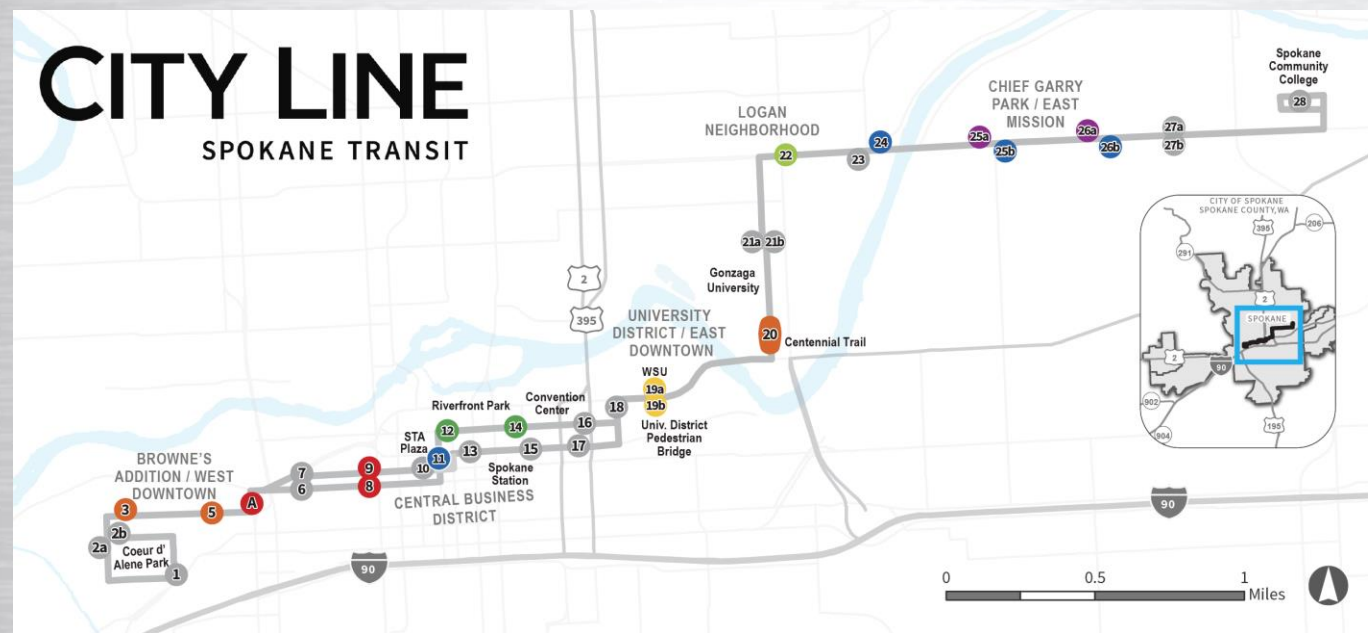 CITY LINE
SPOKANE TRANSIT
Spokane
Community
College
28
CHIEF GARRY
PARK / EAST
MISSION
LOGAN
NEIGHBORHOOD
22
23
24
25a
25b
26a
26b
27a
27b
CITY OF SPOKANE
SPOKANE COUNTY, WA
395
206
291
2
SPOKANE
2
90
902
904
195
21a
21b
Gonzaga
University
2
395
UNIVERSITY
DISTRICT / EAST
DOWNTOWN
20
Centennial Trail
WSU
19a
19b
Univ. District
Pedestrian
Bridge
Convention
Center
Riverfront Park
18
16
14
12
STA
Plaza
11
10
13
15
17
Spokane
Station
BROWNE'S
ADDITION / WEST
DOWNTOWN
9
7
6
8
CENTRAL BUSINESS
DISTRICT
A
5
3
2b
2a
Coeur d'
Alene Park
1
90
90
0
0.5
1
Miles